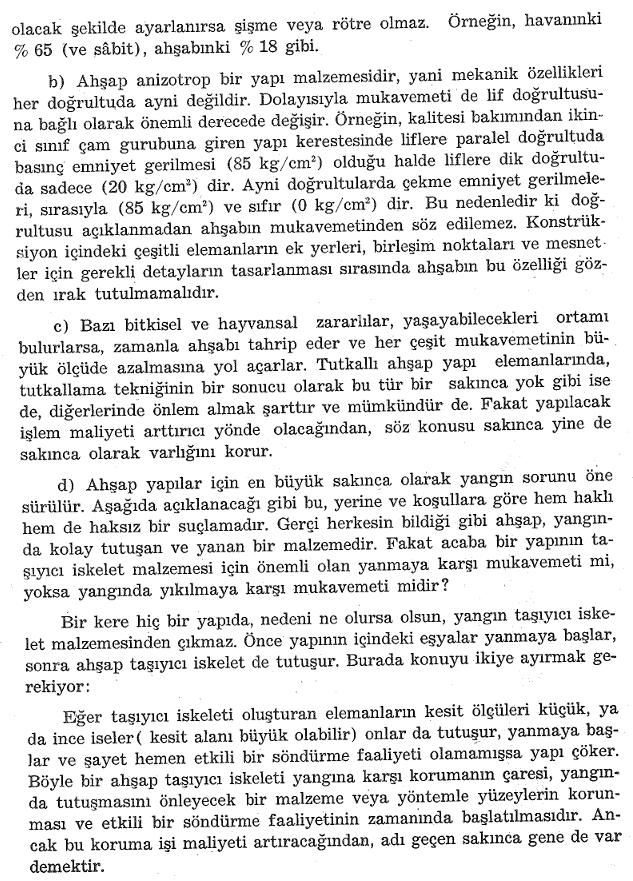 olacak şekilde ayarlanırsa şişme veya rötre olmaz. Örneğin, havanınki
% 65 (ve sâbit), ahşabınki % 18 gibi.
b) Ahşap anizotrop bir yapı malzemesidir, yani mekanik özellikleri
her doğrultuda ayni değildir. Dolayısıyla mukavemeti de lif doğrultusu-
na bağlı olarak önemli derecede değişir. Örneğin, kalitesi bakımından ikin-
ci sınıf çam gurubuna giren yapı kerestesinde liflere paralel doğrultuda
basınç emniyet gerilmesi (85 kg/cm²) olduğu halde liflere dik doğrultu-
da sadece (20 kg/cm²) dir. Ayni doğrultularda çekme emniyet gerilmele-
ri, sırasıyla (85 kg/cm²) ve sıfır (0 kg/cm²) dir. Bu nedenledir ki doğ-
rultusu açıklanmadan ahşabın mukavemetinden söz edilemez. Konstrük-
siyon içindeki çeşitli elemanların ek yerleri, birleşim noktaları ve mesnet-
ler için gerekli detayların tasarlanması sırasında ahşabın bu özelliği göz-
den ırak tutulmamalıdır.
c) Bazı bitkisel ve hayvansal zararlılar, yaşayabilecekleri ortamı
bulurlarsa, zamanla ahşabı tahrip eder ve her çeşit mukavemetinin bü-
yük ölçüde azalmasına yol açarlar. Tutkallı ahşap yapı elemanlarında,
tutkallama tekniğinin bir sonucu olarak bu tür bir sakınca yok gibi ise
de, diğerlerinde önlem almak şarttır ve mümkündür de. Fakat yapılacak
işlem maliyeti arttırıcı yönde olacağından, söz konusu sakınca yine de
sakınca olarak varlığını korur.
d) Ahşap yapılar için en büyük sakınca olarak yangın sorunu öne
sürülür. Aşağıda açıklanacağı gibi bu, yerine ve koşullara göre hem haklı
hem de haksız bir suçlamadır. Gerçi herkesin bildiği gibi ahşap, yangın-
da kolay tutuşan ve yanan bir malzemedir. Fakat acaba bir yapının ta-
şıyıcı iskelet malzemesi için önemli olan yanmaya karşı mukavemeti mi,
yoksa yangında yıkılmaya karşı mukavemeti midir?
Bir kere hiç bir yapıda, nedeni ne olursa olsun, yangın taşıyıcı iske-
let malzemesinden çıkmaz. Önce yapının içindeki eşyalar yanmaya başlar,
sonra ahşap taşıyıcı iskelet de tutuşur. Burada konuyu ikiye ayırmak ge-
rekiyor:
Eğer taşıyıcı iskeleti oluşturan elemanların kesit ölçüleri küçük, ya
da ince iseler( kesit alanı büyük olabilir) onlar da tutuşur, yanmaya baş-
lar ve şayet hemen etkili bir söndürme faaliyeti olamamışsa yapı çöker.
Böyle bir ahşap taşıyıcı iskeleti yangına karşı korumanın çaresi, yangın-
da tutuşmasını önleyecek bir malzeme veya yöntemle yüzeylerin korun-
ması ve etkili bir söndürme faaliyetinin zamanında başlatılmasıdır. An-
cak bu koruma işi maliyeti artıracağından, adı geçen sakınca gene de var
demektir.